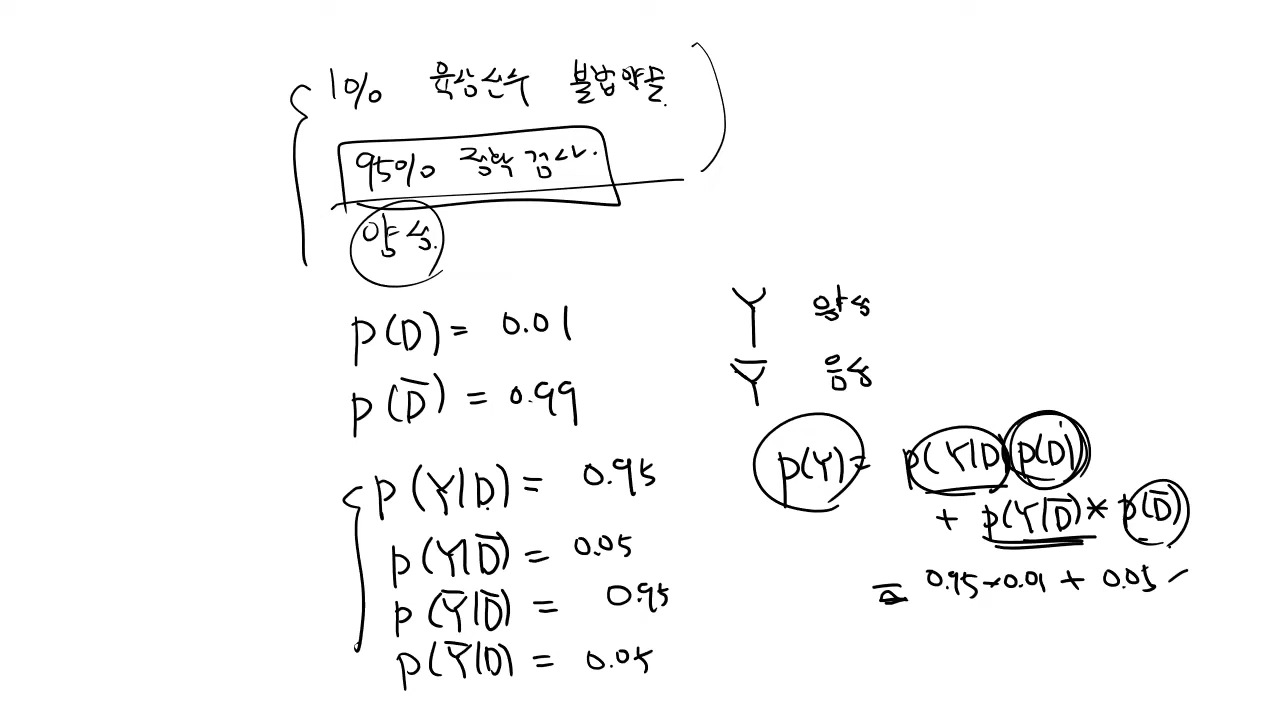 10% 육상선수 불법약물.
95% 정확 검사.
양성.
p(D) = 0.01
p(D̅) = 0.99
p(Y|D) = 0.95
p(Y|D̅) = 0.05
p(Y̅|D̅) = 0.95
p(Y̅|D) = 0.05
Y 양성
Y̅ 음성
p(Y) = p(Y|D) p(D)
+ p(Y|D̅) * p(D̅)
= 0.95 * 0.01 + 0.05